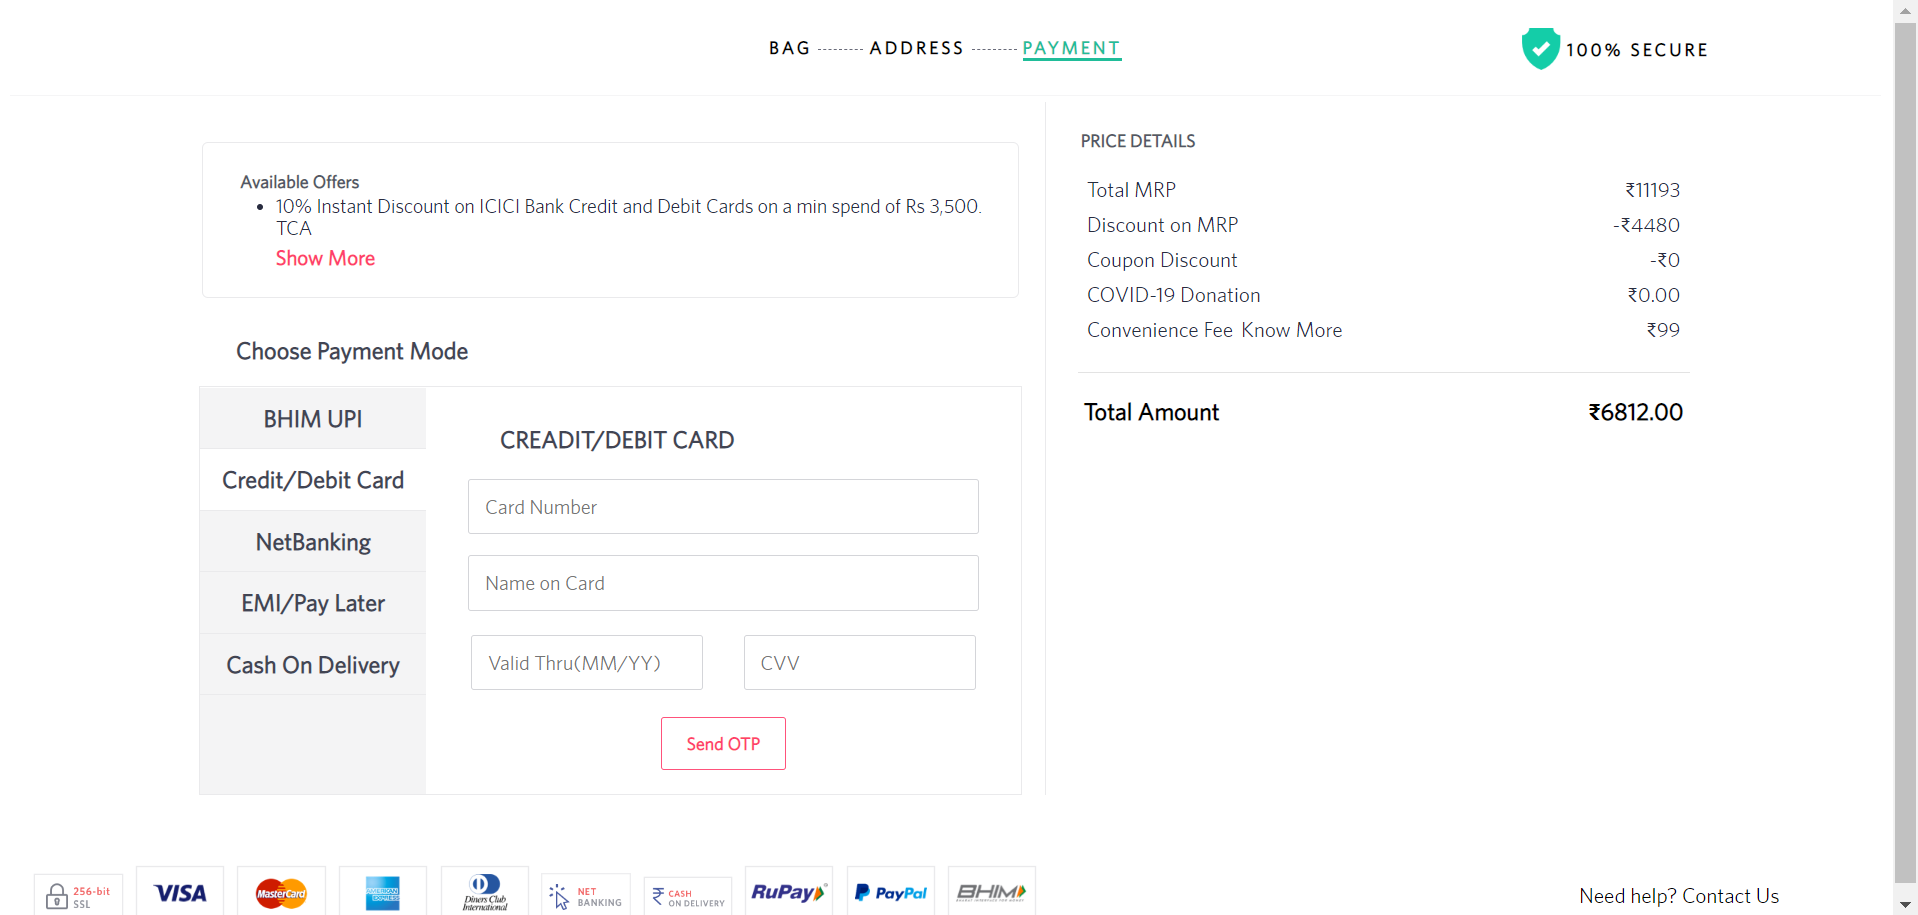 BAG --------- ADDRESS --------- PAYMENT
100% SECURE
Available Offers
• 10% Instant Discount on ICICI Bank Credit and Debit Cards on a min spend of Rs 3,500.
TCA
Show More
Choose Payment Mode
BHIM UPI
Credit/Debit Card
NetBanking
EMI/Pay Later
Cash On Delivery
CREADIT/DEBIT CARD
Card Number
Name on Card
Valid Thru(MM/YY) CVV
Send OTP
PRICE DETAILS
Total MRP ₹11193
Discount on MRP -₹4480
Coupon Discount -₹0
COVID-19 Donation ₹0.00
Convenience Fee Know More ₹99
Total Amount ₹6812.00
256-bit
SSL
VISA
MasterCard
AMERICAN
EXPRESS
Diners Club
International
NET
BANKING
₹ CASH
ON DELIVERY
RuPay
PayPal
BHIM
Need help? Contact Us